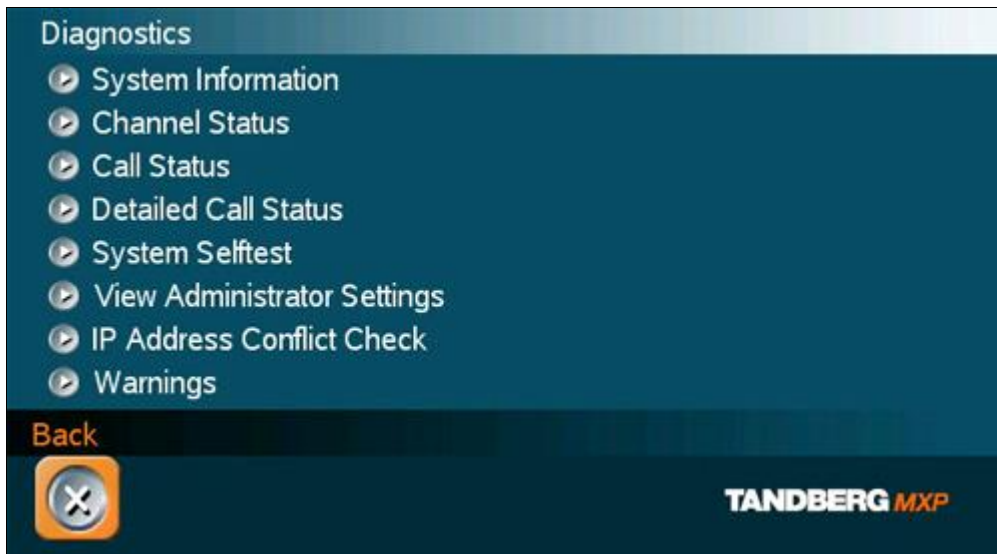 Diagnostics
System Information
Channel Status
Call Status
Detailed Call Status
System Selftest
View Administrator Settings
IP Address Conflict Check
Warnings
Back
TANDBERG MXP